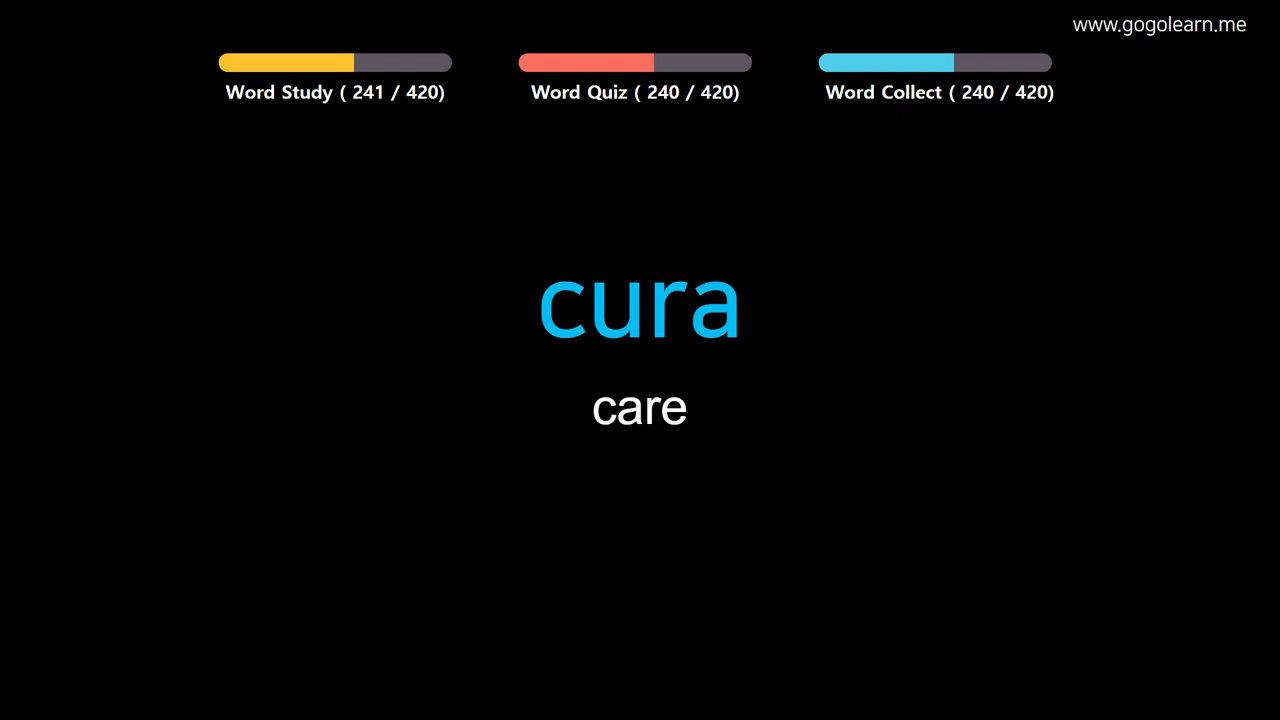 www.gogolearn.me
Word Study ( 241 / 420)
Word Quiz ( 240 / 420)
Word Collect ( 240 / 420)
cura
care